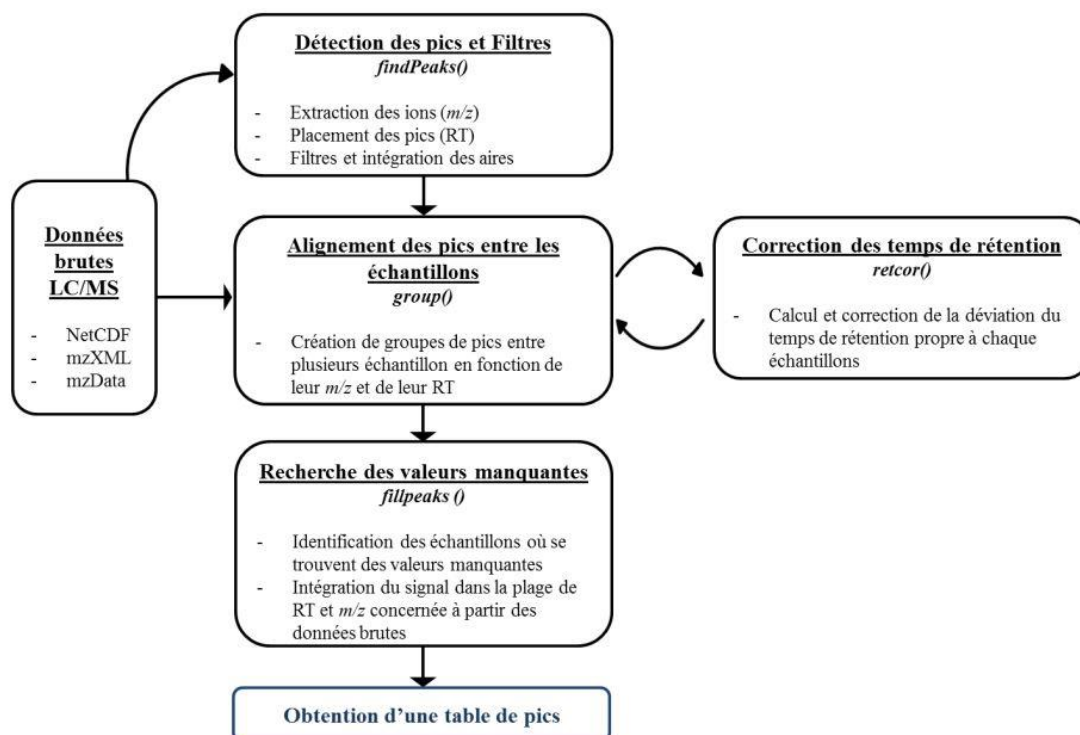 Détection des pics et Filtres
findPeaks()
- Extraction des ions (m/z)
- Placement des pics (RT)
- Filtres et intégration des aires
Données
brutes
LC/MS
- NetCDF
- mzXML
- mzData
Alignement des pics entre les
échantillons
group()
- Création de groupes de pics entre
plusieurs échantillon en fonction de
leur m/z et de leur RT
Correction des temps de rétention
retcor()
- Calcul et correction de la déviation du
temps de rétention propre à chaque
échantillons
Recherche des valeurs manquantes
fillpeaks ()
- Identification des échantillons où se
trouvent des valeurs manquantes
- Intégration du signal dans la plage de
RT et m/z concernée à partir des
données brutes
Obtention d’une table de pics